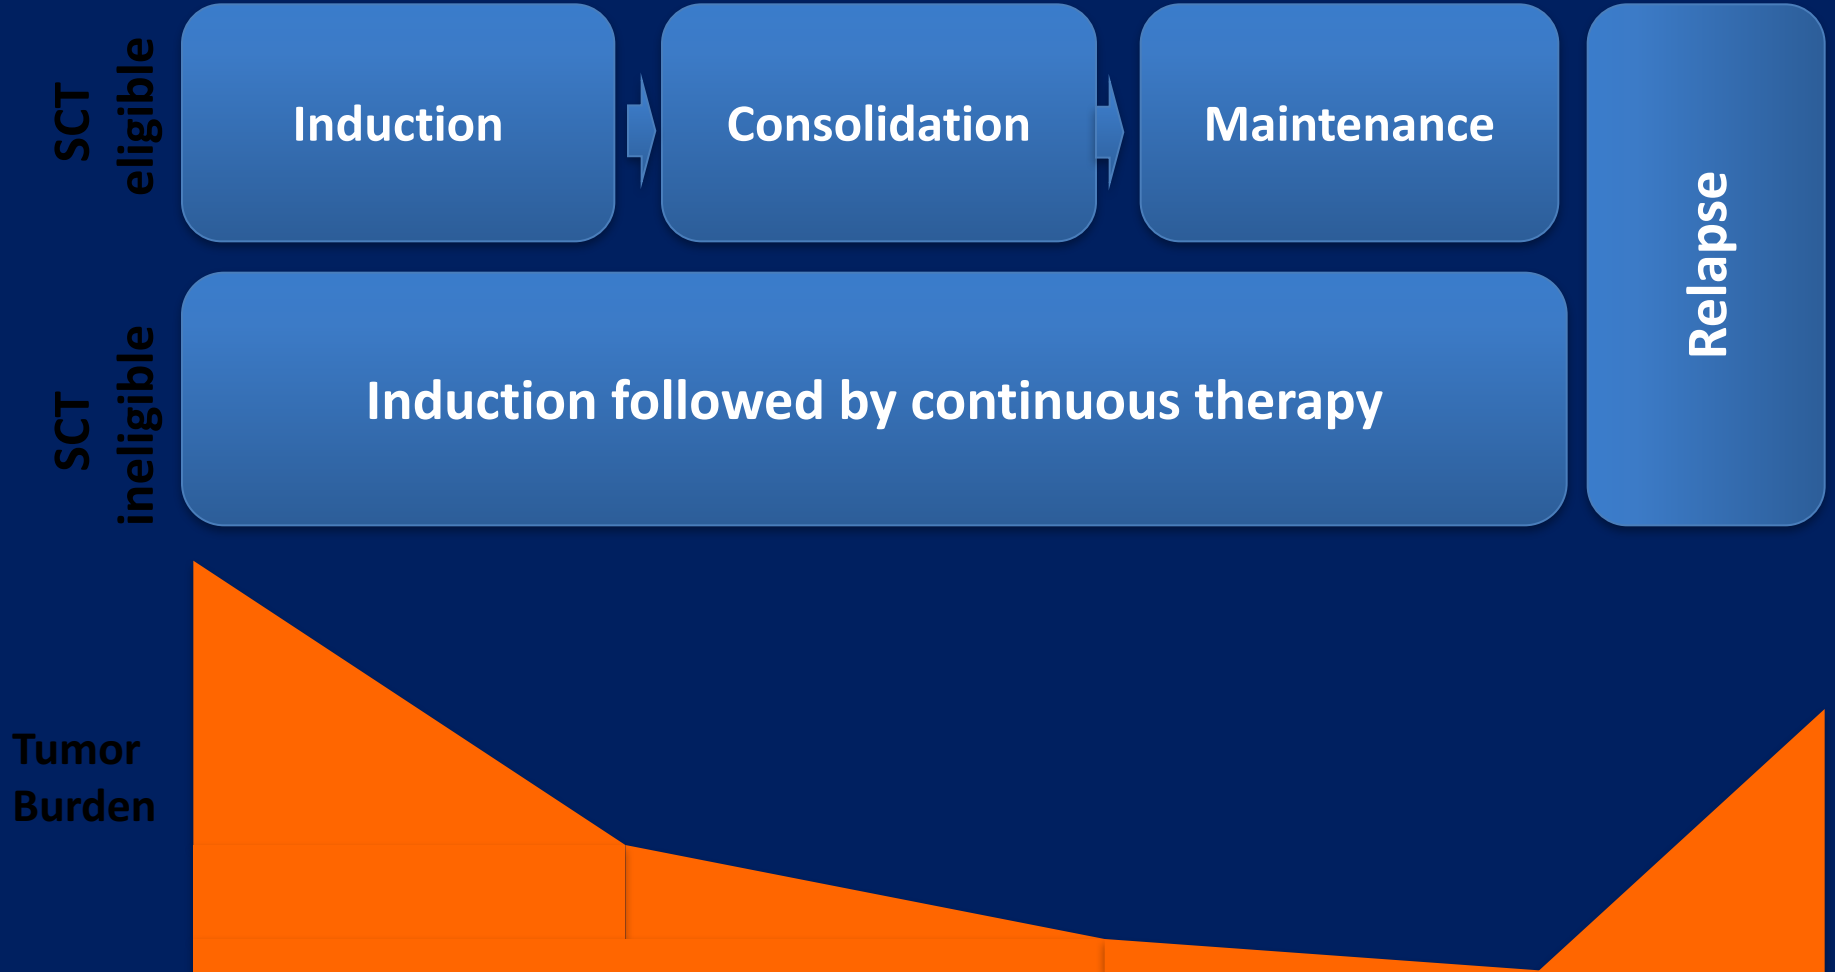 SCT
eligible
Induction
Consolidation
Maintenance
Relapse
SCT
ineligible
Induction followed by continuous therapy
Tumor
Burden